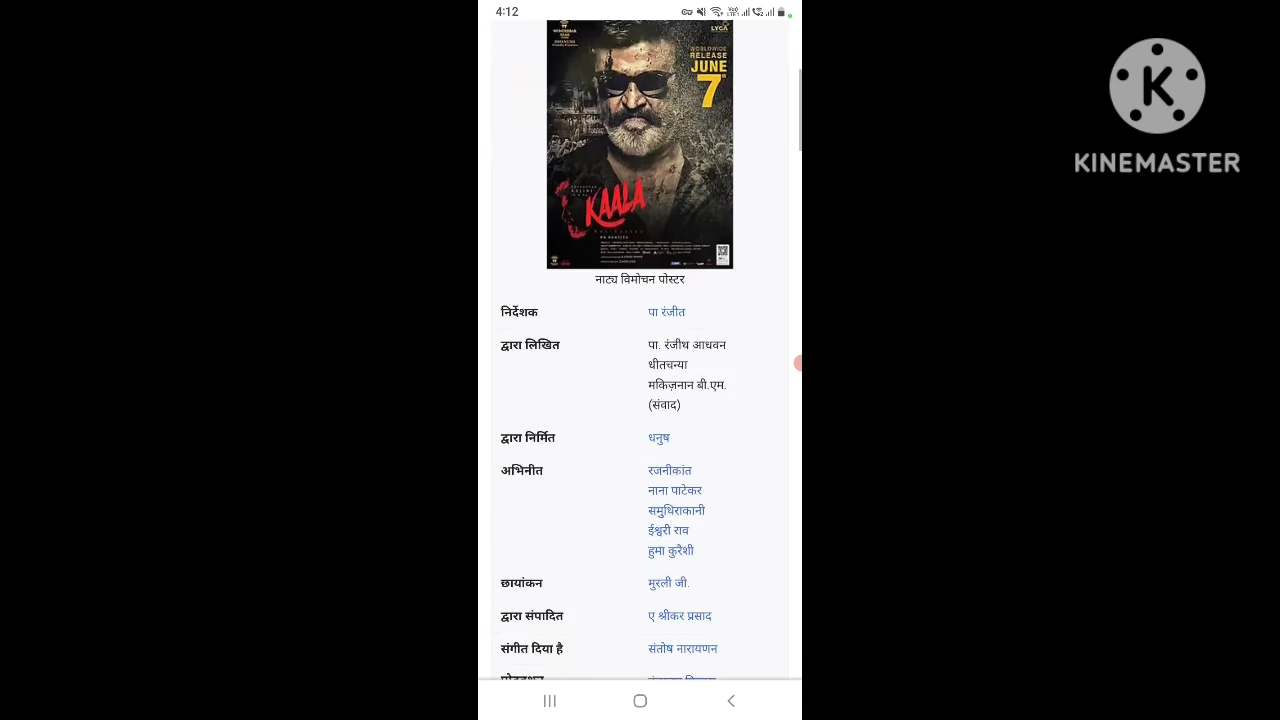 4:12
LYCA
WORLDWIDE
RELEASE
JUNE
7th
KAALA
नाट्य विमोचन पोस्टर
निर्देशक पा रंजीत
द्वारा लिखित पा. रंजीथ आधवन
धीतचन्या
मकिज़नान बी.एम.
(संवाद)
द्वारा निर्मित धनुष
अभिनीत रजनीकांत
नाना पाटेकर
समुथिराकानी
ईश्वरी राव
हुमा कुरैशी
छायांकन मुरली जी.
द्वारा संपादित ए श्रीकर प्रसाद
संगीत दिया है संतोष नारायणन
K
KINEMASTER